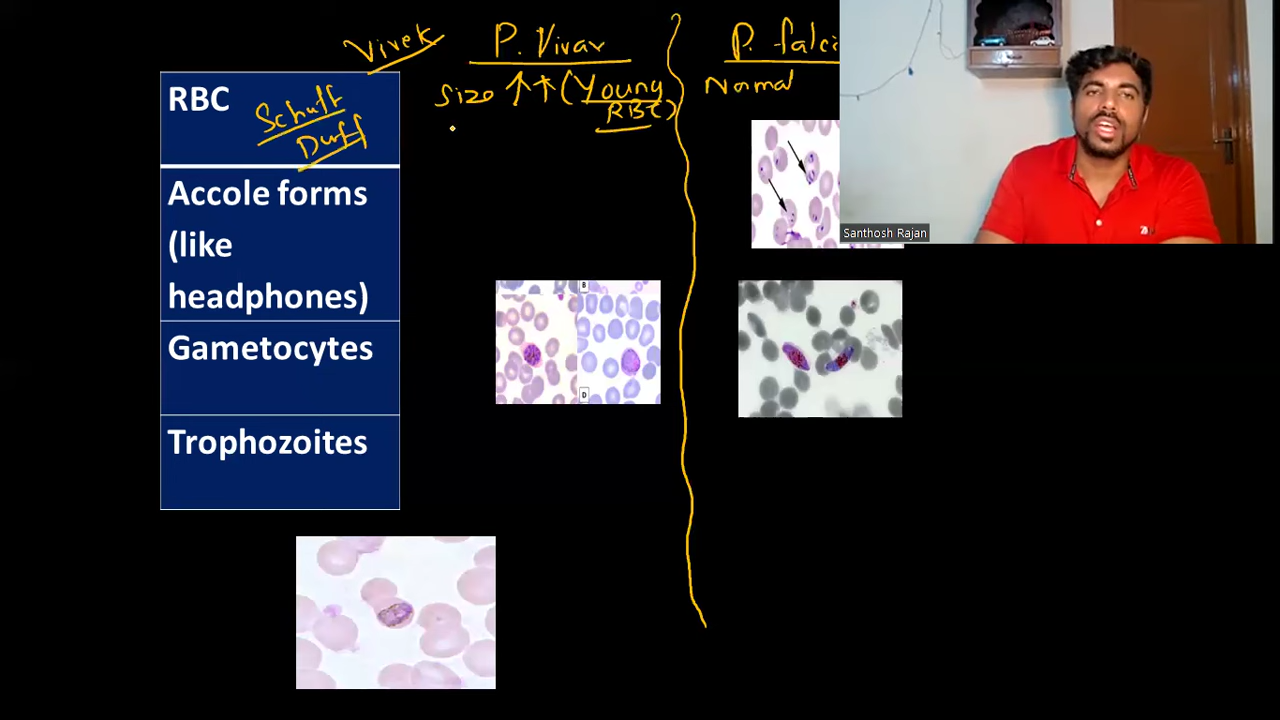 Vivek
P. Vivax
P. falci
RBC
Schuff
Duff
Size ↑↑ (Young
RBC)
Normal
Accole forms
(like
headphones)
Gametocytes
Trophozoites
B
D
Santhosh Rajan